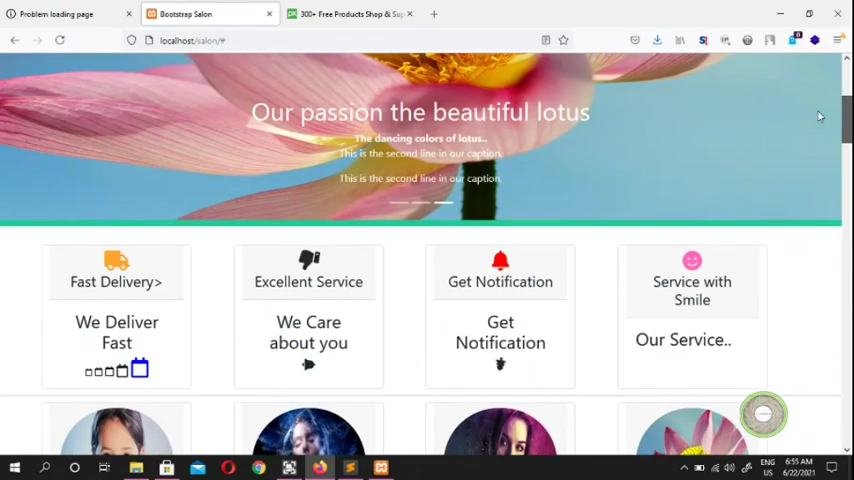 Problem loading page
Bootstrap Salon
300+ Free Products Shop & Sup
localhost/salon/#
Our passion the beautiful lotus
The dancing colors of lotus..
This is the second line in our caption.
This is the second line in our caption.
Fast Delivery>
Excellent Service
Get Notification
Service with
Smile
We Deliver
Fast
We Care
about you
Get
Notification
Our Service..
ENG
US
6:55 AM
6/22/2021